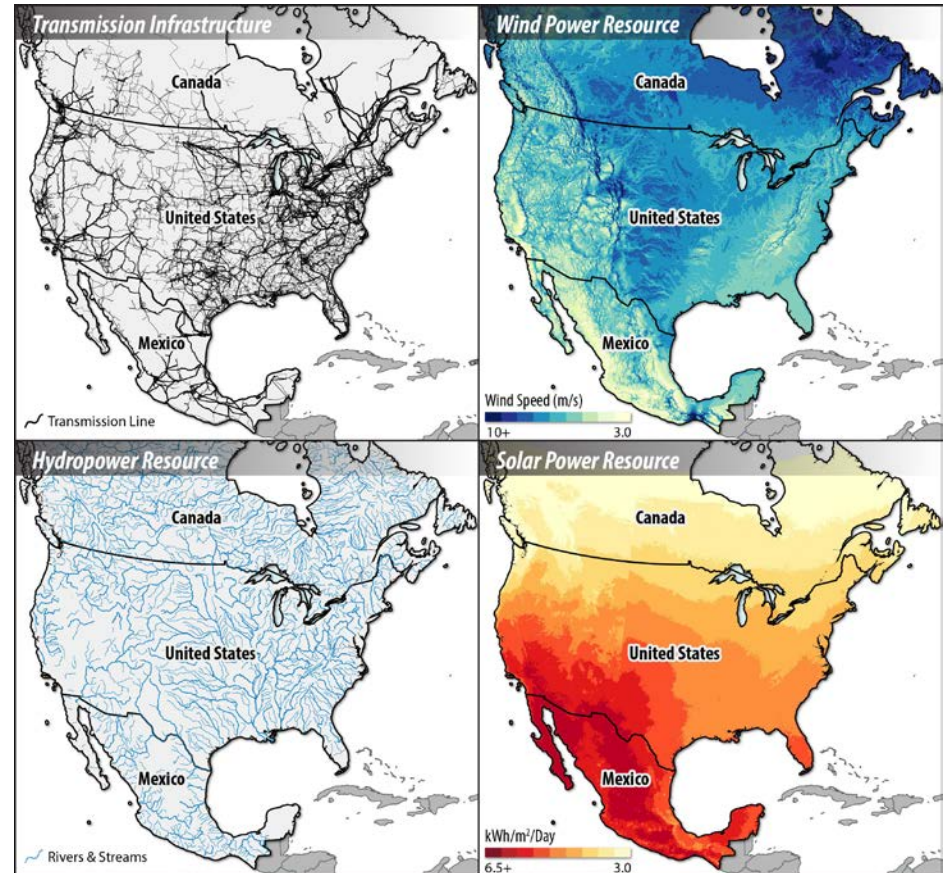 Transmission Infrastructure
Canada
United States
Mexico
Transmission Line
Wind Power Resource
Canada
United States
Mexico
Wind Speed (m/s)
10+ 3.0
Hydropower Resource
Canada
United States
Mexico
Rivers & Streams
Solar Power Resource
Canada
United States
Mexico
kWh/m²/Day
6.5+ 3.0